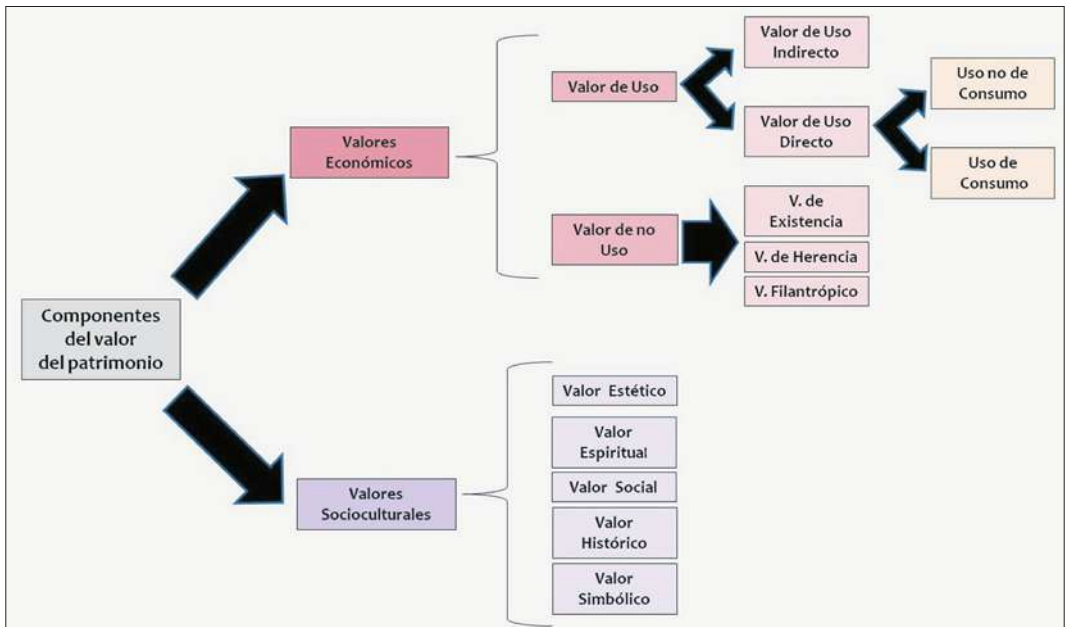 Componentes
del valor
del patrimonio
Valores
Económicos
Valor de Uso
Valor de Uso
Indirecto
Valor de Uso
Directo
Uso no de
Consumo
Uso de
Consumo
Valor de no
Uso
V. de
Existencia
V. de Herencia
V. Filantrópico
Valores
Socioculturales
Valor Estético
Valor
Espiritual
Valor Social
Valor
Histórico
Valor
Simbólico